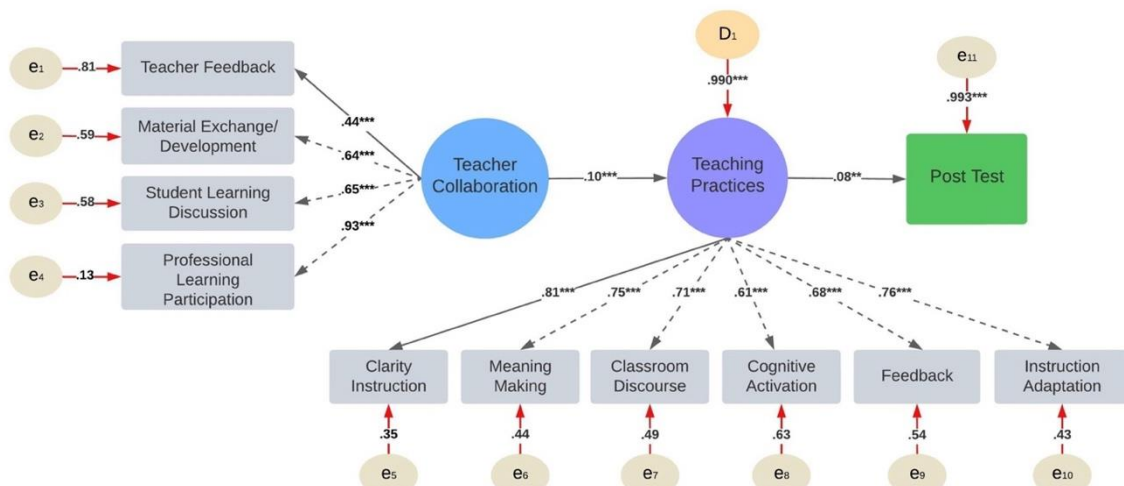 D1
e11
e1
.81
Teacher Feedback
.990***
.993***
.44***
e2
.59
Material Exchange/
Development
.64***
Teacher
Collaboration
.10***
Teaching
Practices
.08**
Post Test
e3
.58
Student Learning
Discussion
.65***
.93***
e4
.13
Professional
Learning
Participation
.81***
.75***
.71***
.61***
.68***
.76***
Clarity
Instruction
Meaning
Making
Classroom
Discourse
Cognitive
Activation
Feedback
Instruction
Adaptation
.35
.44
.49
.63
.54
.43
e5
e6
e7
e8
e9
e10